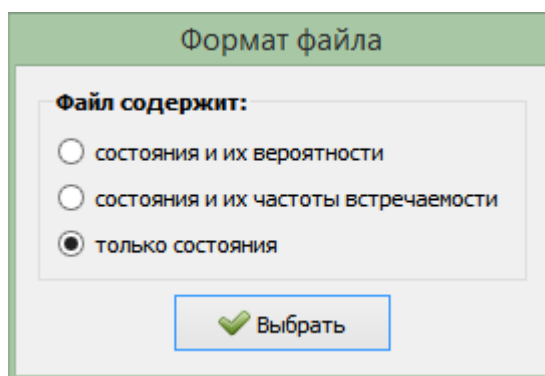 Формат файла
Файл содержит:
состояния и их вероятности
состояния и их частоты встречаемости
только состояния
Выбрать